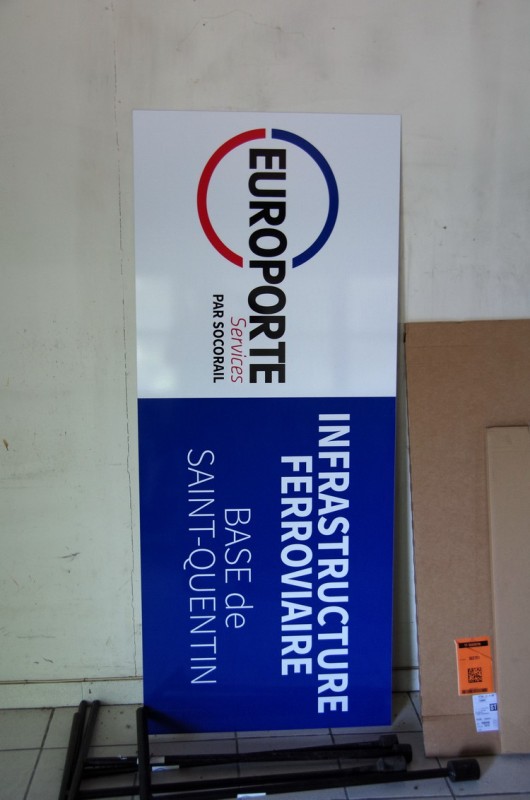 EUROPORTE
Services
PAR SOCORAIL
INFRASTRUCTURE
FERROVIAIRE
BASE de
SAINT-QUENTIN